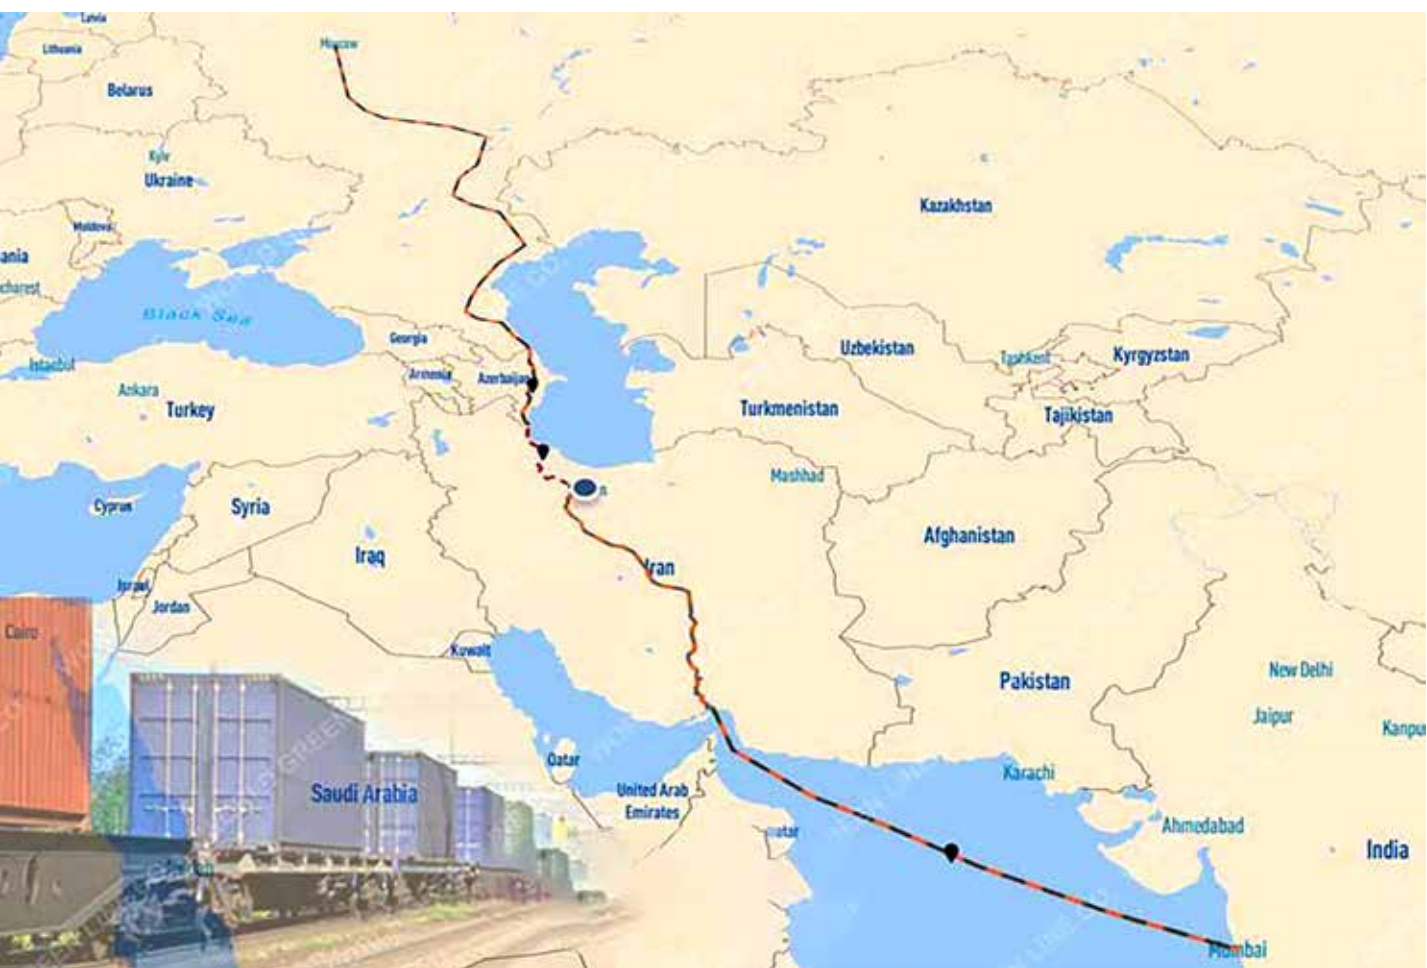 Latvia
Lithuania
Moscow
Belarus
Kyiv
Ukraine
Kazakhstan
Moldova
ania
charest
Black Sea
Georgia
Uzbekistan
Tashkent
Kyrgyzstan
Istanbul
Armenia
Azerbaijan
Ankara
Turkey
Turkmenistan
Tajikistan
Mashhad
Cyprus
Syria
Afghanistan
Iraq
Iran
Israel
Jordan
Cairo
Kuwait
Pakistan
New Delhi
Jaipur
Kanpu
Qatar
Karachi
Saudi Arabia
United Arab
Emirates
Ahmedabad
India
Mumbai